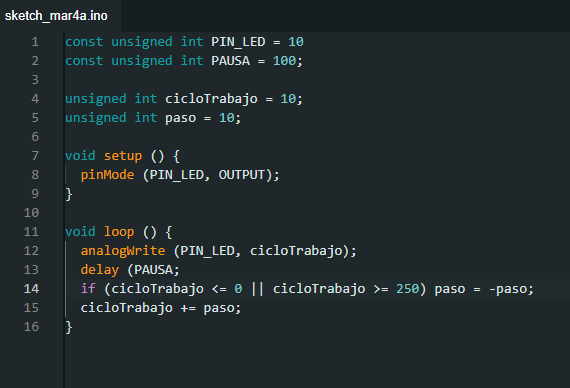 sketch_mar4a.ino
1 const unsigned int PIN_LED = 10
2 const unsigned int PAUSA = 100;
3
4 unsigned int cicloTrabajo = 10;
5 unsigned int paso = 10;
6
7 void setup () {
8   pinMode (PIN_LED, OUTPUT);
9 }
10
11 void loop () {
12   analogWrite (PIN_LED, cicloTrabajo);
13   delay (PAUSA;
14   if (cicloTrabajo <= 0 || cicloTrabajo >= 250) paso = -paso;
15   cicloTrabajo += paso;
16 }